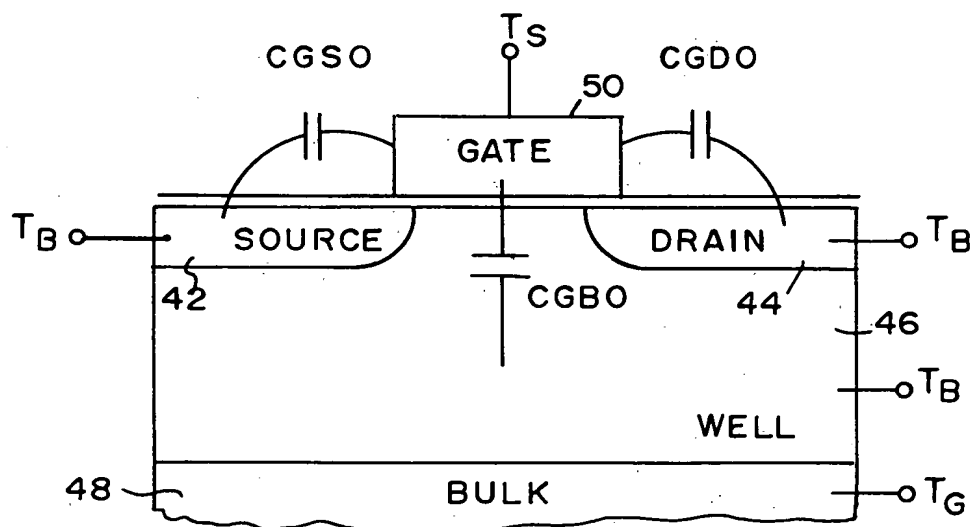 T_S
CGSO
CGDO
50
GATE
T_B
SOURCE
DRAIN
T_B
42
CGBO
44
46
T_B
WELL
48
BULK
T_G